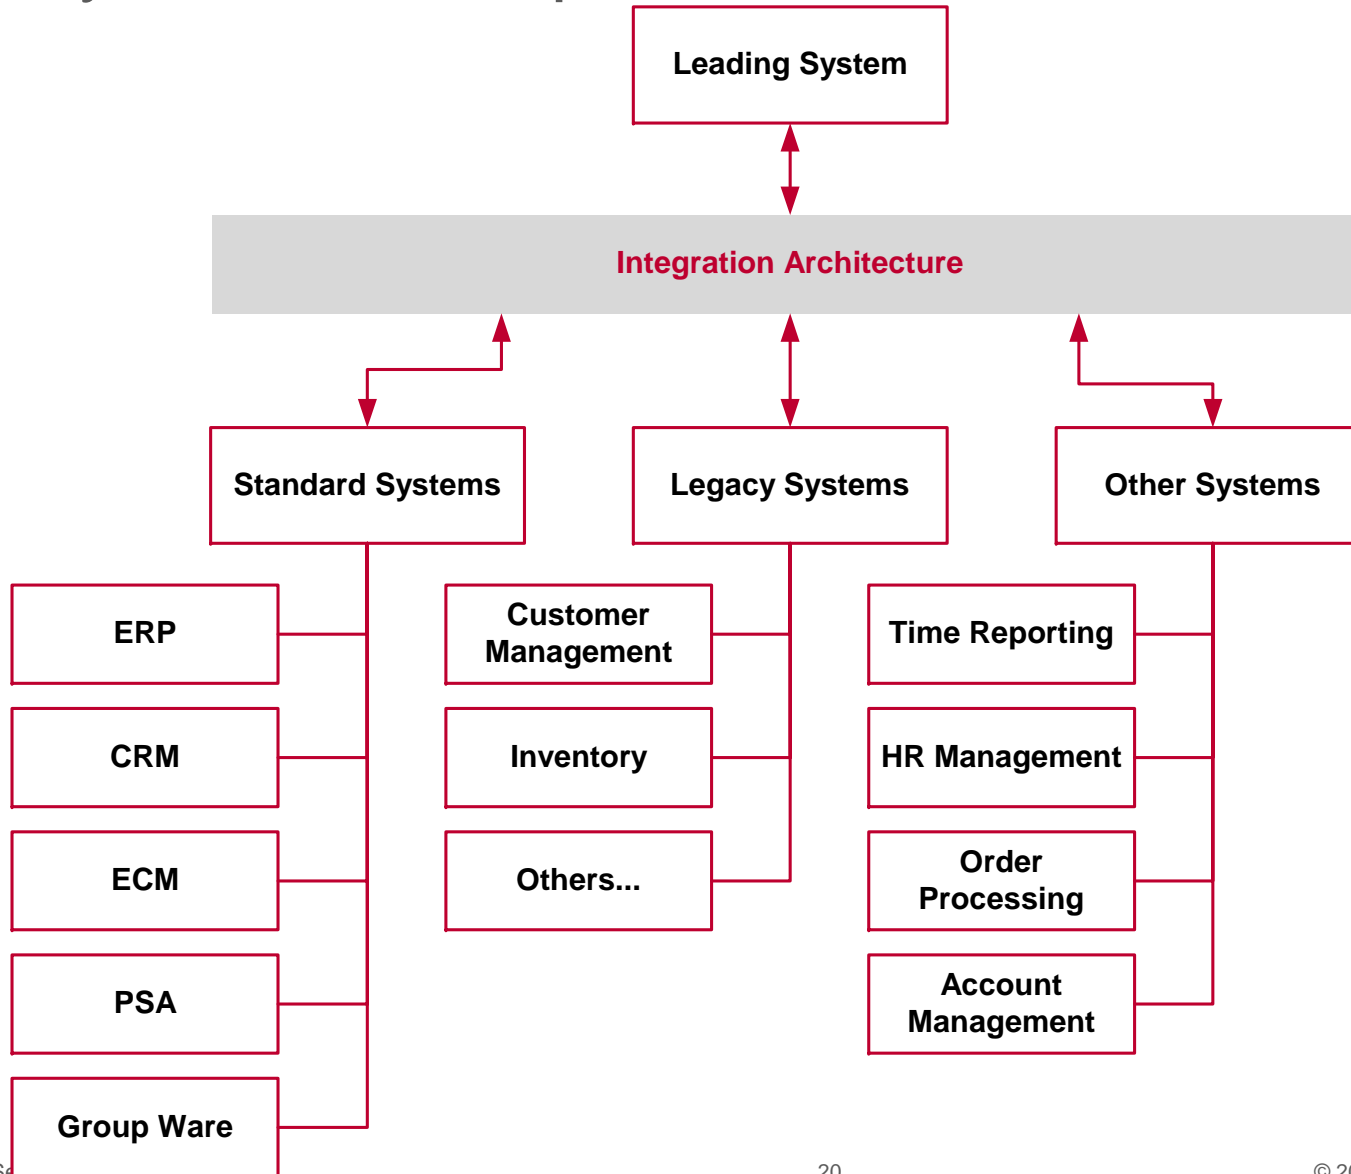 Leading System
Integration Architecture
Standard Systems
Legacy Systems
Other Systems
ERP
Customer
Management
Time Reporting
CRM
Inventory
HR Management
ECM
Others...
Order
Processing
PSA
Account
Management
Group Ware
20